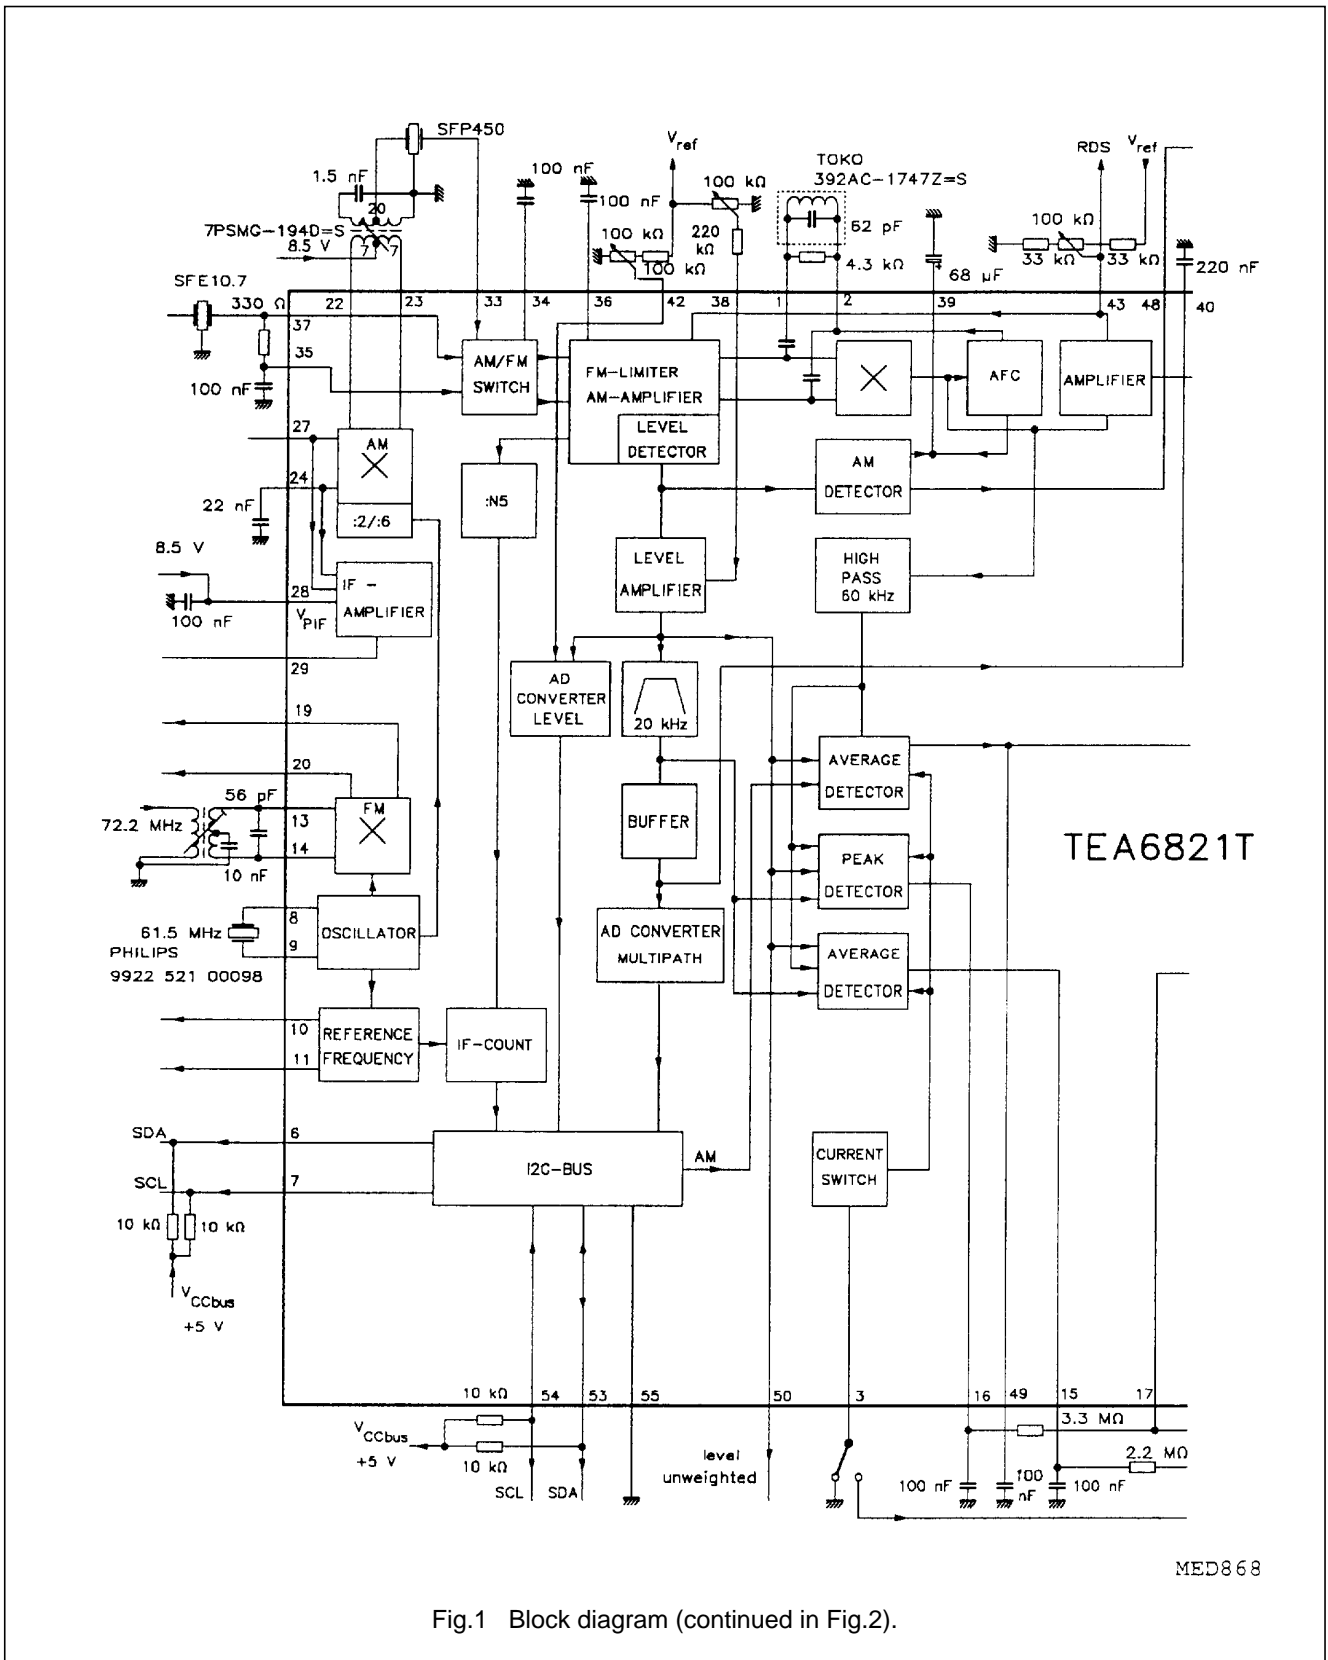 SFP450
V ref
TOKO
392AC-1747Z=S
RDS
V ref
1.5 nF
100 nF
100 nF
100 kΩ
20
7PSMG-194D=S
8.5 V
7
7
100 kΩ
100 kΩ
220 kΩ
62 pF
4.3 kΩ
68 µF
100 kΩ
33 kΩ
33 kΩ
220 nF
SFE10.7
330 Ω
22
23
33
34
36
42
38
1
2
39
43
48
40
37
35
100 nF
AM/FM
SWITCH
FM-LIMITER
AM-AMPLIFIER
LEVEL
DETECTOR
AFC
AMPLIFIER
27
AM
24
22 nF
:2/:6
:N5
AM
DETECTOR
8.5 V
28
V PIF
100 nF
IF -
AMPLIFIER
29
LEVEL
AMPLIFIER
HIGH
PASS
60 kHz
AD
CONVERTER
LEVEL
20 kHz
19
20
56 pF
72.2 MHz
13
14
10 nF
FM
BUFFER
AVERAGE
DETECTOR
PEAK
DETECTOR
TEA6821T
61.5 MHz
PHILIPS
9922 521 00098
8
9
OSCILLATOR
AD CONVERTER
MULTIPATH
AVERAGE
DETECTOR
10
11
REFERENCE
FREQUENCY
IF-COUNT
SDA
6
SCL
7
I2C-BUS
AM
CURRENT
SWITCH
10 kΩ
10 kΩ
V CCbus
+5 V
10 kΩ
54
53
55
50
3
16
49
15
17
V CCbus
+5 V
10 kΩ
SCL
SDA
level
unweighted
3.3 MΩ
2.2 MΩ
100 nF
100
nF
100 nF
MED868
Fig.1 Block diagram (continued in Fig.2).